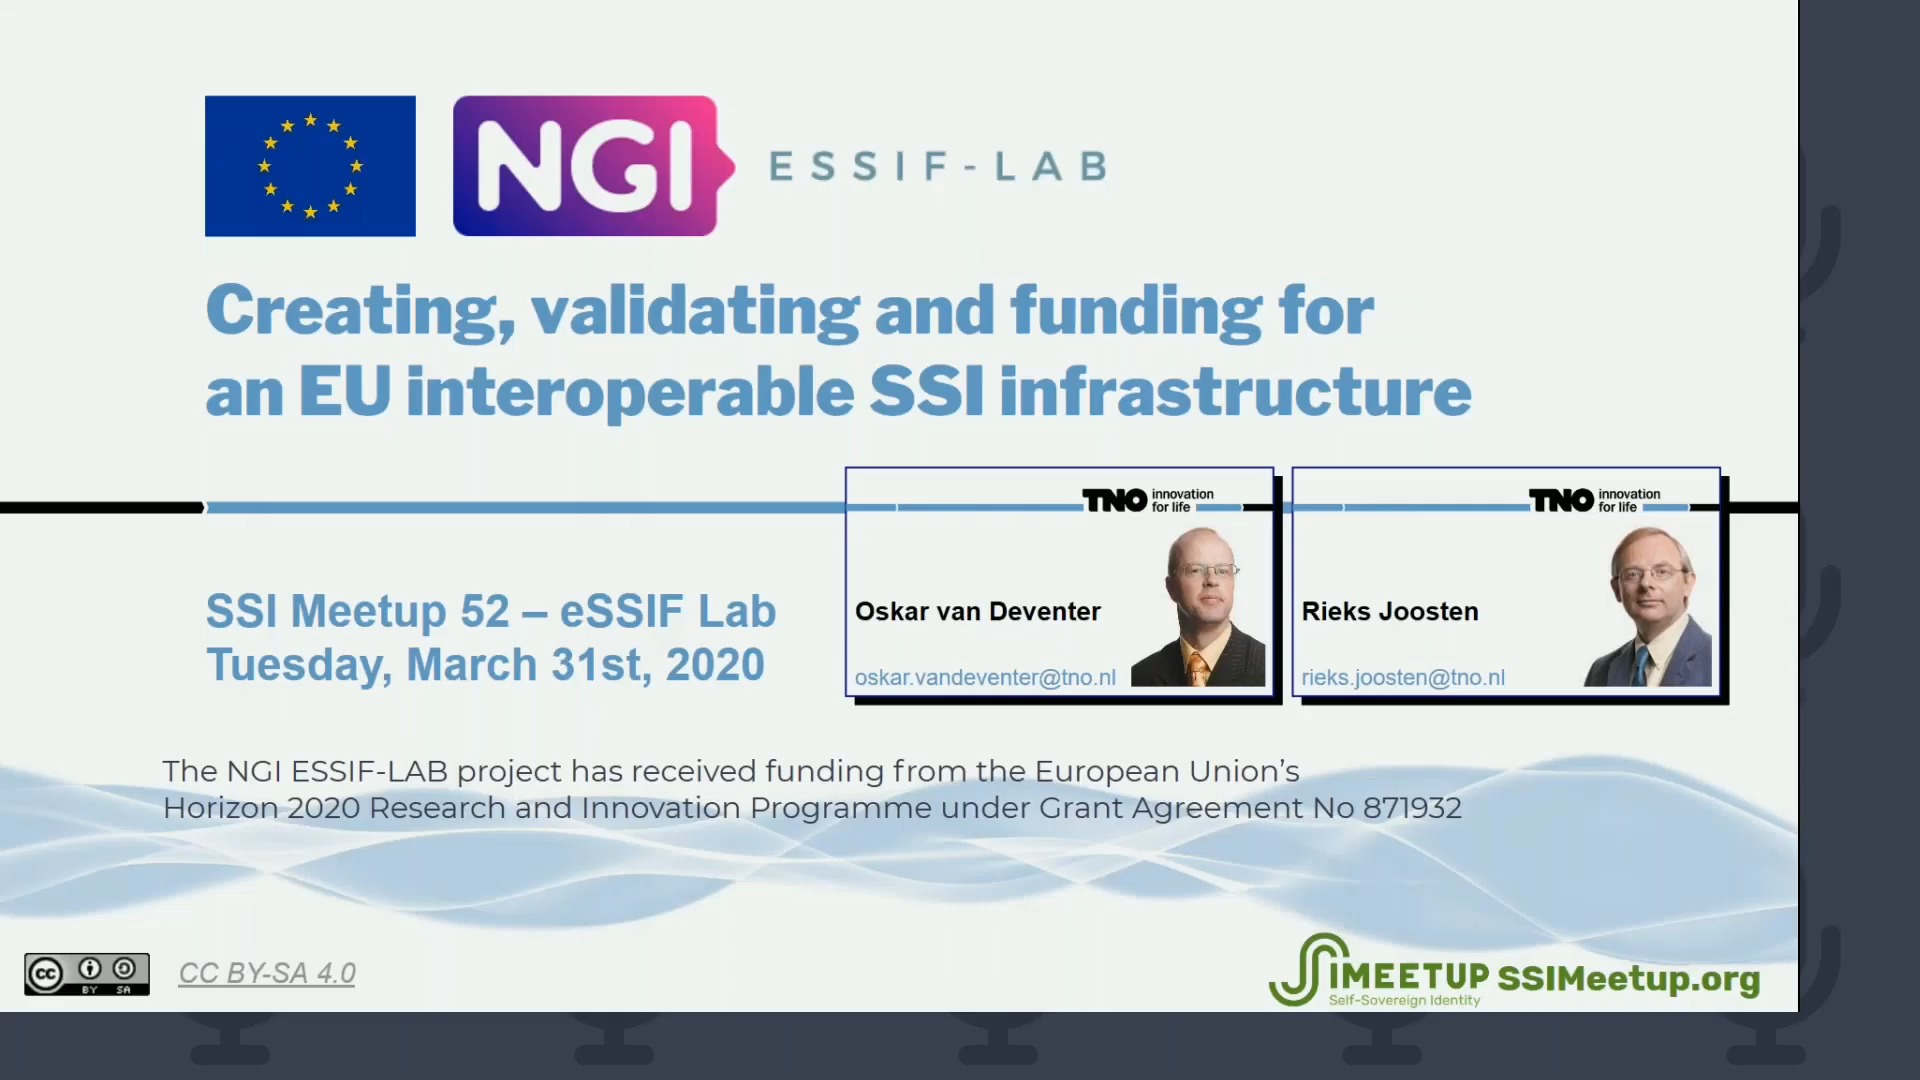 NGI ESSIF-LAB
Creating, validating and funding for
an EU interoperable SSI infrastructure
TNO innovation for life
Oskar van Deventer
oskar.vandeventer@tno.nl
TNO innovation for life
Rieks Joosten
rieks.joosten@tno.nl
SSI Meetup 52 – eSSIF Lab
Tuesday, March 31st, 2020
The NGI ESSIF-LAB project has received funding from the European Union’s
Horizon 2020 Research and Innovation Programme under Grant Agreement No 871932
cc BY SA
CC BY-SA 4.0
SSIMEETUP SSIMeetup.org
Self-Sovereign Identity